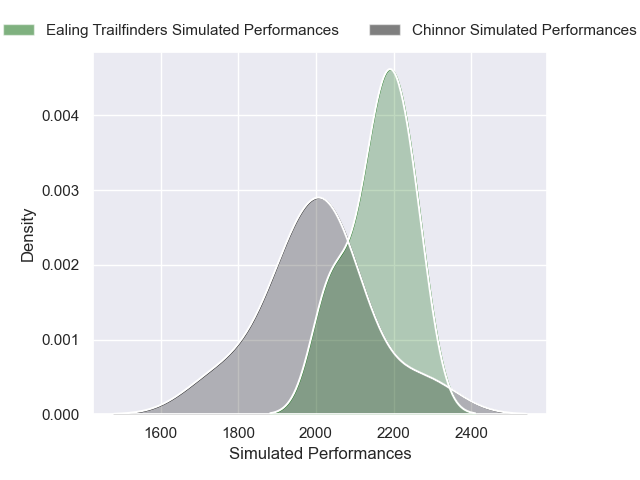 Ealing Trailfinders Simulated Performances
Chinnor Simulated Performances
0.004
0.003
0.002
0.001
0.000
Density
1600
1800
2000
2200
2400
Simulated Performances